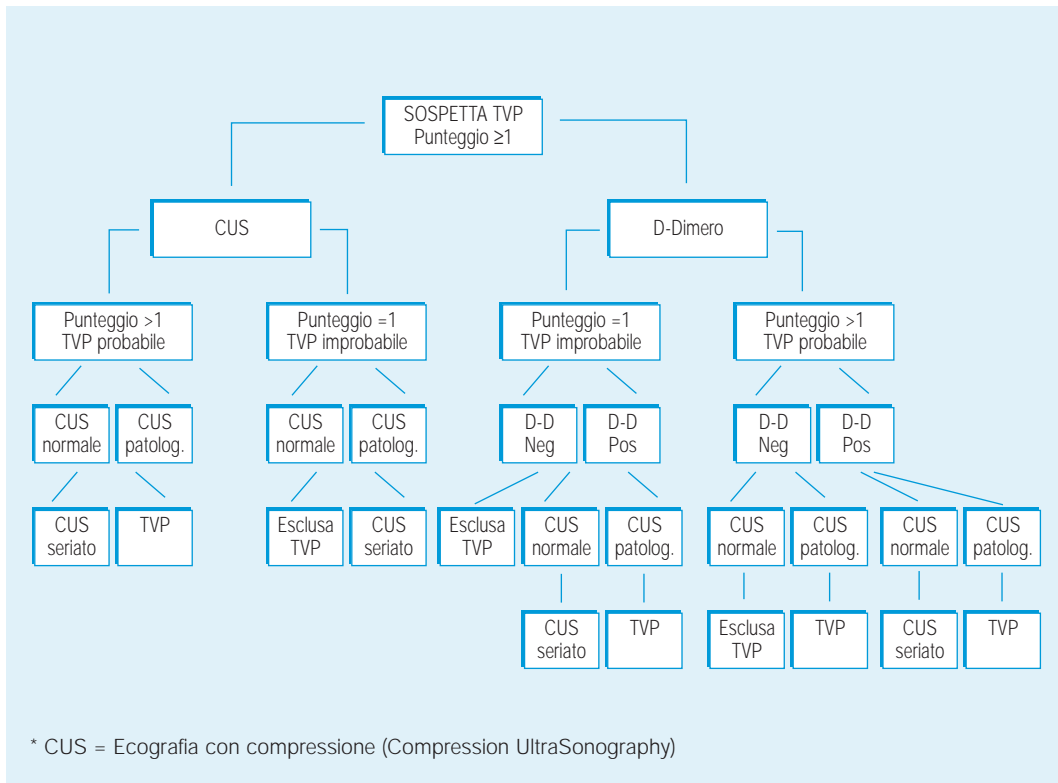 SOSPETTA TVP
Punteggio ≥1
CUS
D-Dimero
Punteggio >1
TVP probabile
Punteggio =1
TVP improbabile
Punteggio =1
TVP improbabile
Punteggio >1
TVP probabile
CUS
normale
CUS
patolog.
CUS
normale
CUS
patolog.
D-D
Neg
D-D
Pos
D-D
Neg
D-D
Pos
CUS
seriato
TVP
Esclusa
TVP
CUS
seriato
Esclusa
TVP
CUS
normale
CUS
patolog.
CUS
normale
CUS
patolog.
CUS
normale
CUS
patolog.
CUS
seriato
TVP
Esclusa
TVP
TVP
CUS
seriato
TVP
* CUS = Ecografia con compressione (Compression UltraSonography)